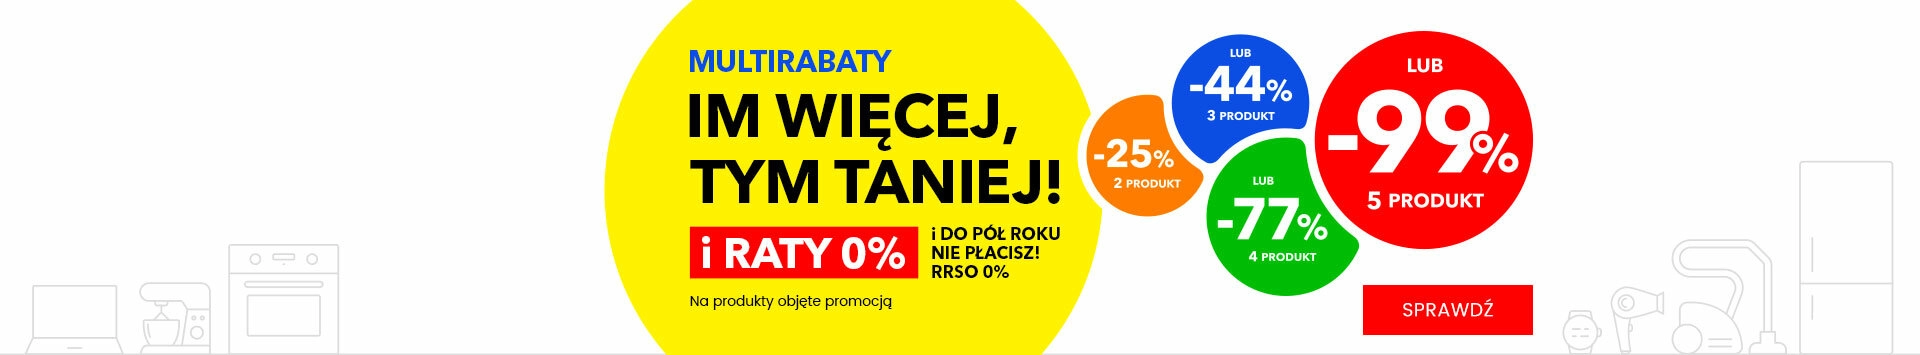 MULTIRABATY
IM WIĘCEJ,
TYM TANIEJ!
i RATY 0%
i DO PÓŁ ROKU
NIE PŁACISZ!
RRSO 0%
Na produkty objęte promocją
-25%
2 PRODUKT
LUB
-44%
3 PRODUKT
LUB
-77%
4 PRODUKT
LUB
-99%
5 PRODUKT
SPRAWDŹ